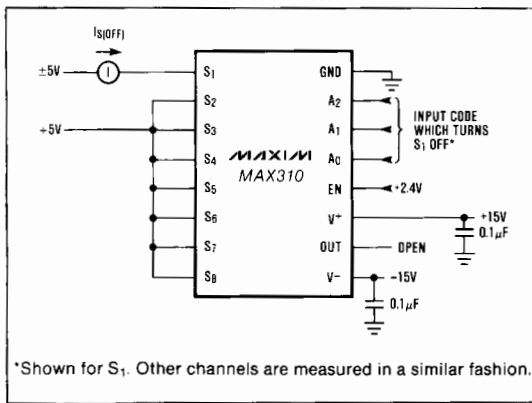 IS(OFF)
±5V
I
S1
GND
S2
A2
INPUT CODE
WHICH TURNS
S1 OFF*
+5V
S3
A1
S4
MAXIM
A0
MAX310
S5
EN
+2.4V
S6
V+
+15V
0.1µF
S7
OUT
OPEN
S8
V−
−15V
0.1µF
*Shown for S1. Other channels are measured in a similar fashion.